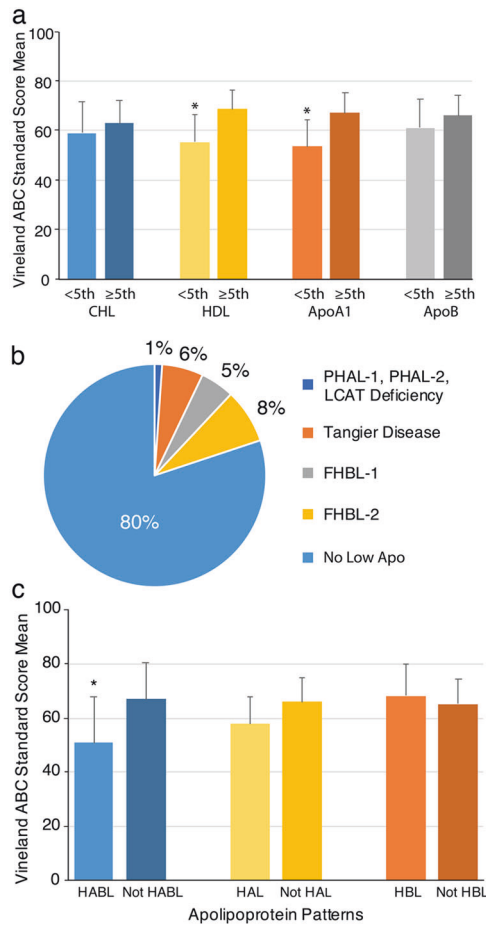 a
Vineland ABC Standard Score Mean
100
80
60
40
20
0
*
*
<5th ≥5th <5th ≥5th <5th ≥5th <5th ≥5th
CHL HDL ApoA1 ApoB
b
1%
6%
5%
8%
80%
PHAL-1, PHAL-2,
LCAT Deficiency
Tangier Disease
FHBL-1
FHBL-2
No Low Apo
c
Vineland ABC Standard Score Mean
100
80
60
40
20
0
*
HABL Not HABL HAL Not HAL HBL Not HBL
Apolipoprotein Patterns